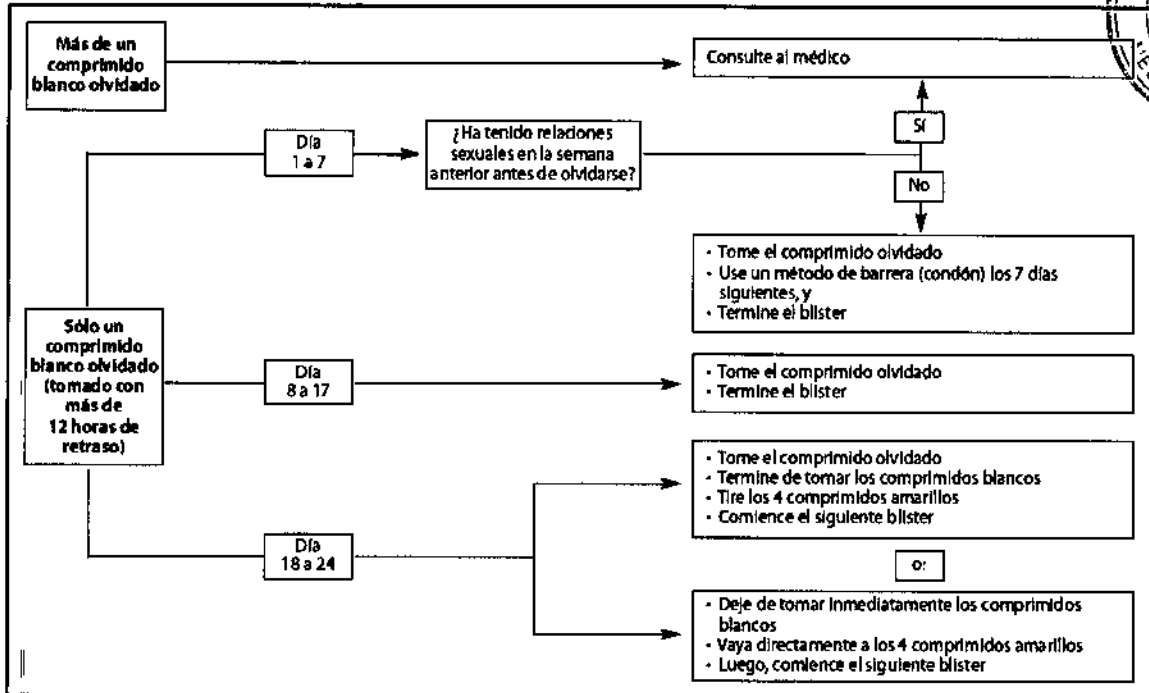 Más de un
comprimido
blanco olvidado
Consulte al médico
Sí
Día
1 a 7
¿Ha tenido relaciones
sexuales en la semana
anterior antes de olvidarse?
No
- Tome el comprimido olvidado
- Use un método de barrera (condón) los 7 días
siguientes, y
- Termine el blister
Sólo un
comprimido
blanco olvidado
(tomado con
más de
12 horas de
retraso)
Día
8 a 17
- Tome el comprimido olvidado
- Termine el blister
Día
18 a 24
- Tome el comprimido olvidado
- Termine de tomar los comprimidos blancos
- Tire los 4 comprimidos amarillos
- Comience el siguiente blister
o:
- Deje de tomar inmediatamente los comprimidos
blancos
- Vaya directamente a los 4 comprimidos amarillos
- Luego, comience el siguiente blister